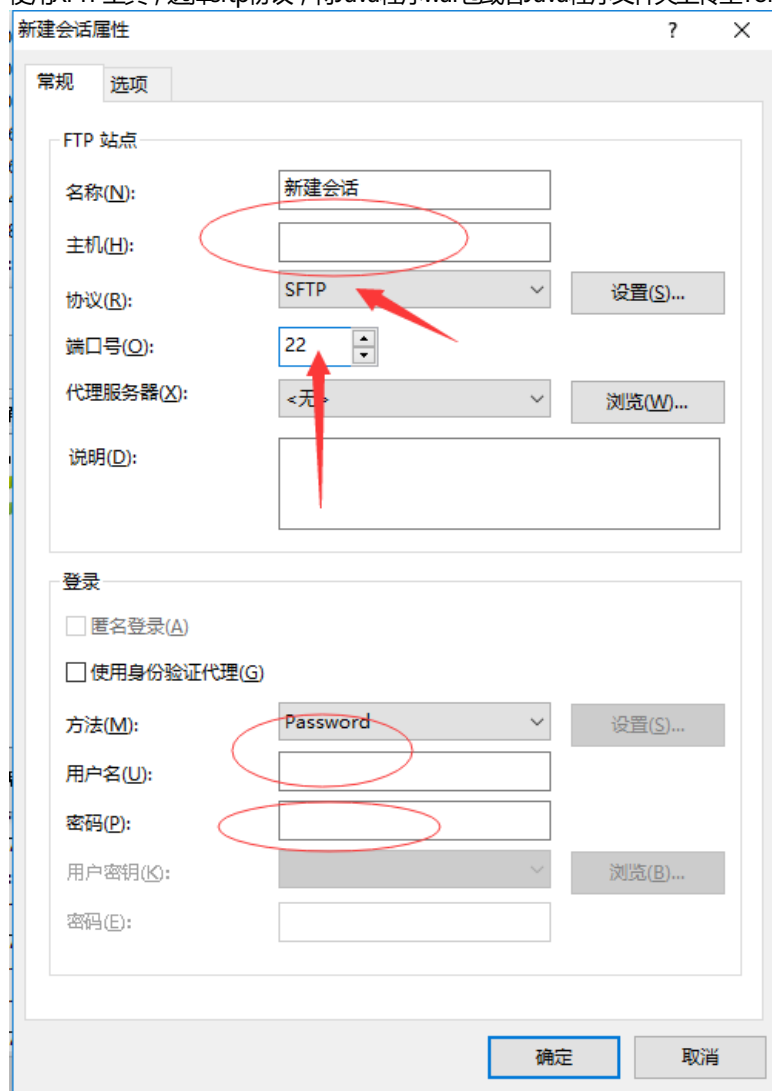 新建会话属性
常规 选项
FTP 站点
名称(N): 新建会话
主机(H):
协议(R): SFTP 设置(S)...
端口号(O): 22
代理服务器(X): <无> 浏览(W)...
说明(D):
登录
匿名登录(A)
使用身份验证代理(G)
方法(M): Password 设置(S)...
用户名(U):
密码(P):
用户密钥(K): 浏览(B)...
密码(E):
确定 取消